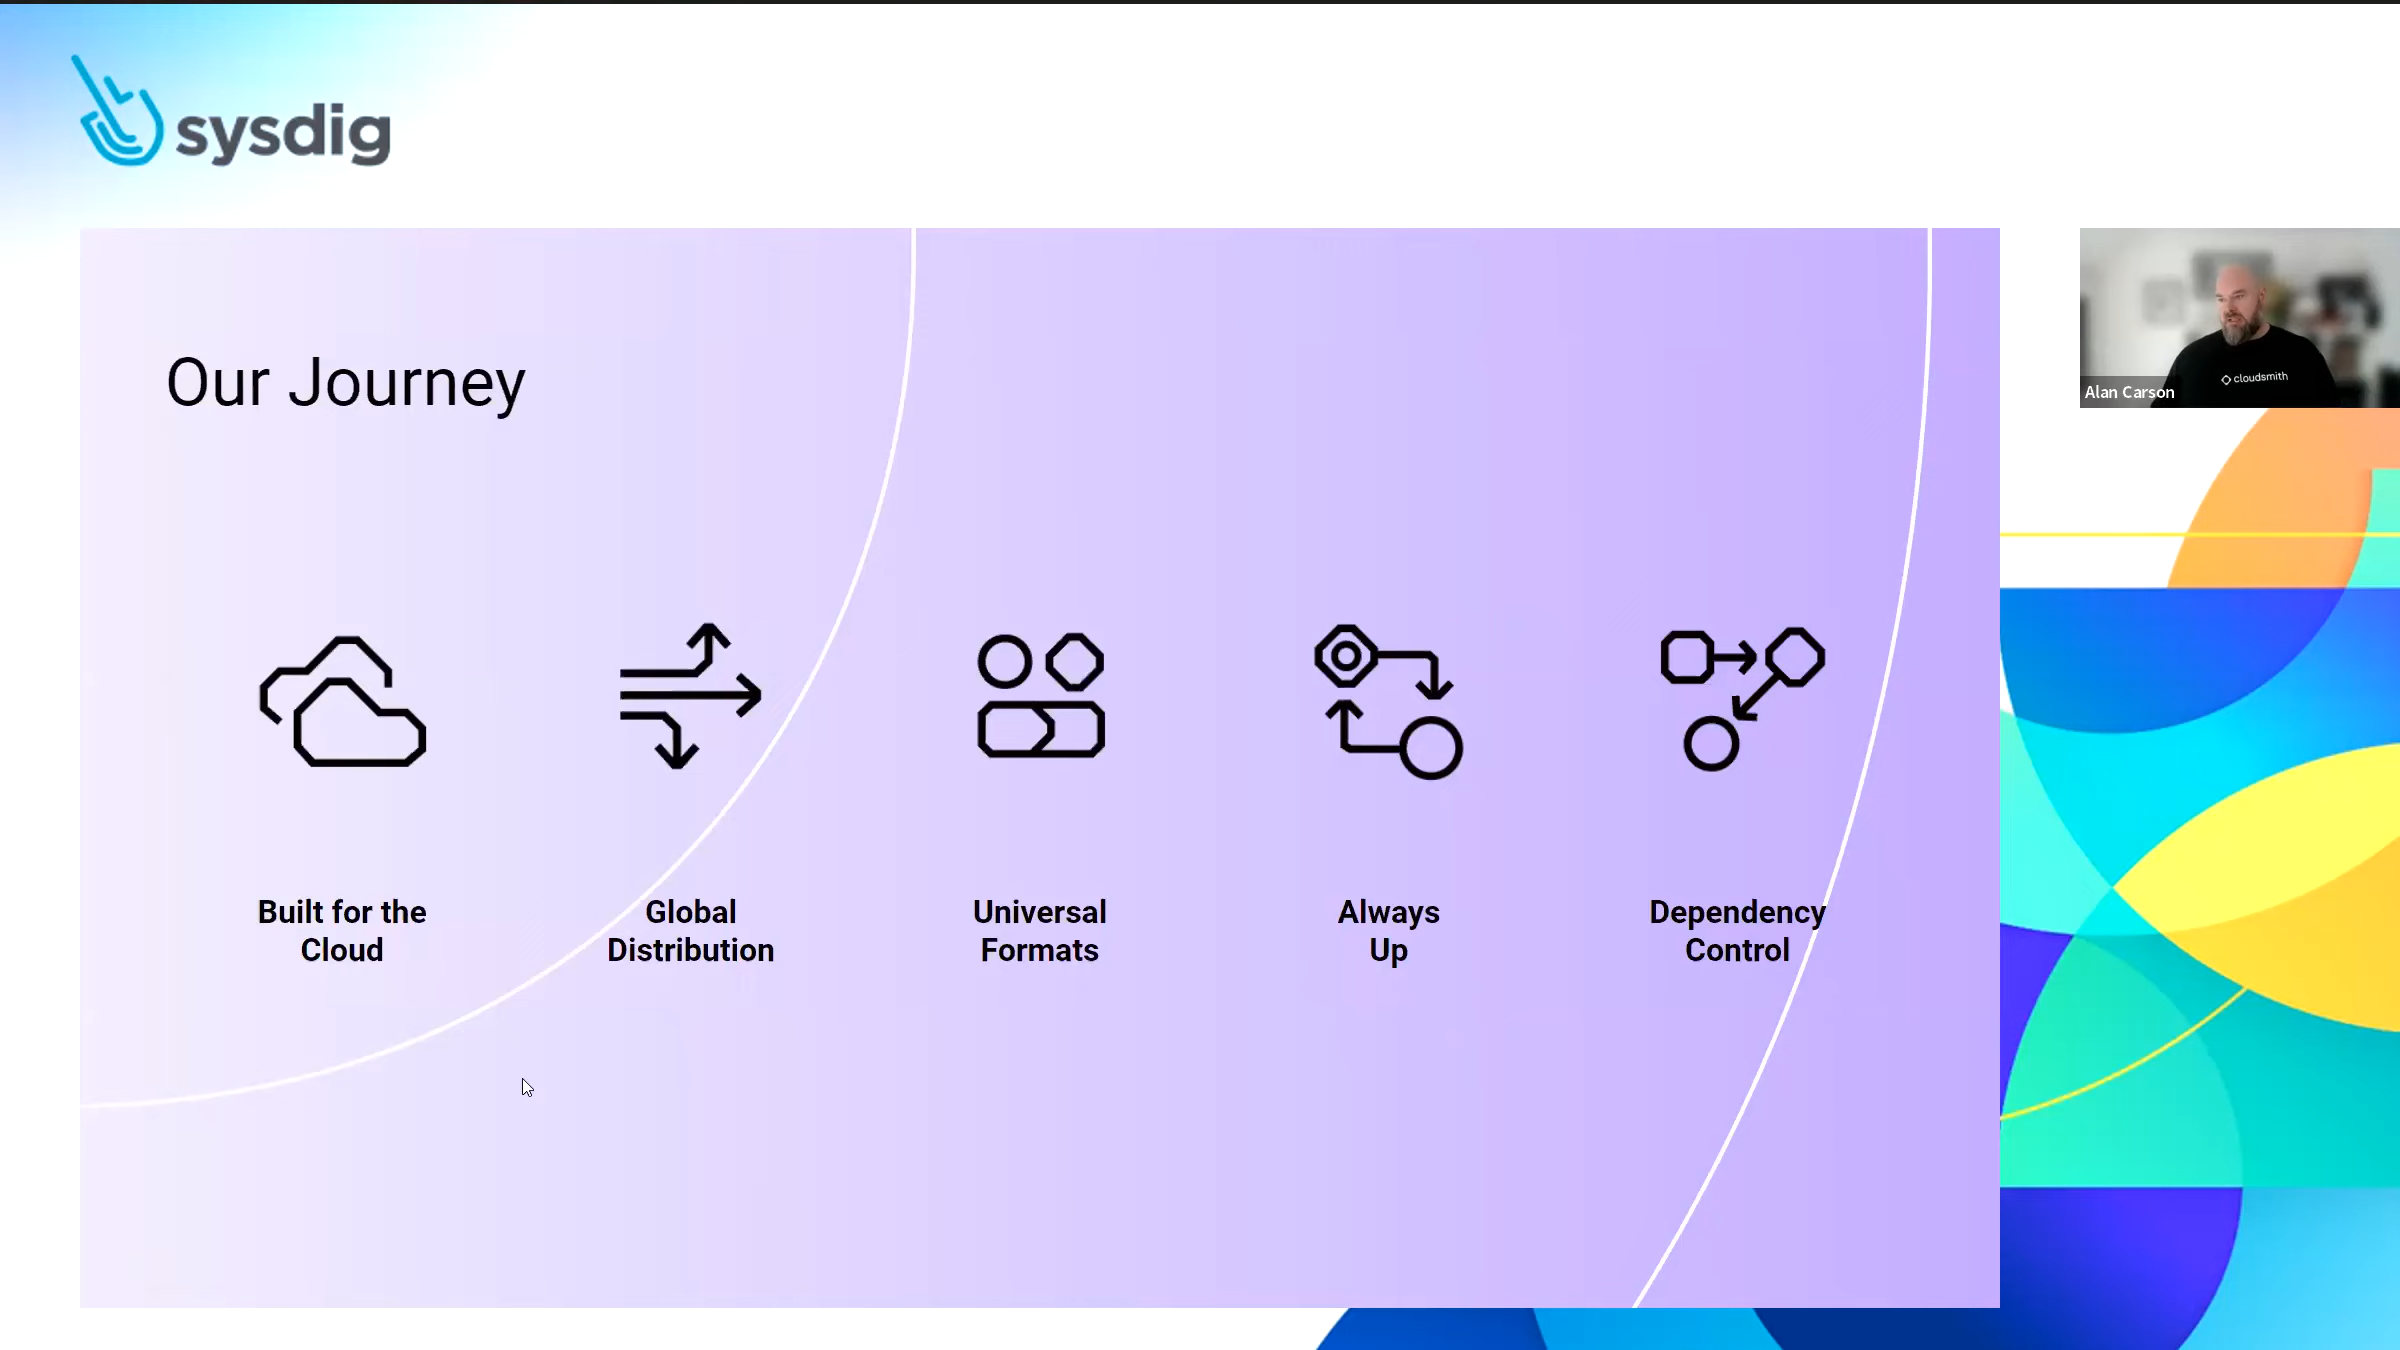 sysdig
Our Journey
cloudsmith
Alan Carson
Built for the
Cloud
Global
Distribution
Universal
Formats
Always
Up
Dependency
Control